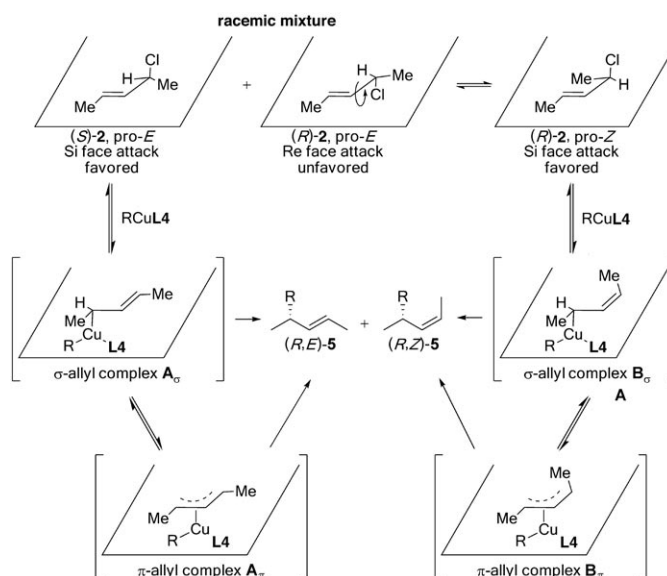 racemic mixture
Cl
H
Me
Me
+
H
Me
Cl
Me
Cl
Me
H
Me
(S)-2, pro-E
Si face attack
favored
(R)-2, pro-E
Re face attack
unfavored
(R)-2, pro-Z
Si face attack
favored
RCuL4
RCuL4
H
Me
Me
Cu
R
L4
R
R
+
(R,E)-5
(R,Z)-5
Me
H
Me
Cu
R
L4
σ-allyl complex Aσ
σ-allyl complex Bσ
A
Me
Me
Cu
R
L4
Me
Me
Cu
R
L4
π-allyl complex Aπ
π-allyl complex Bπ